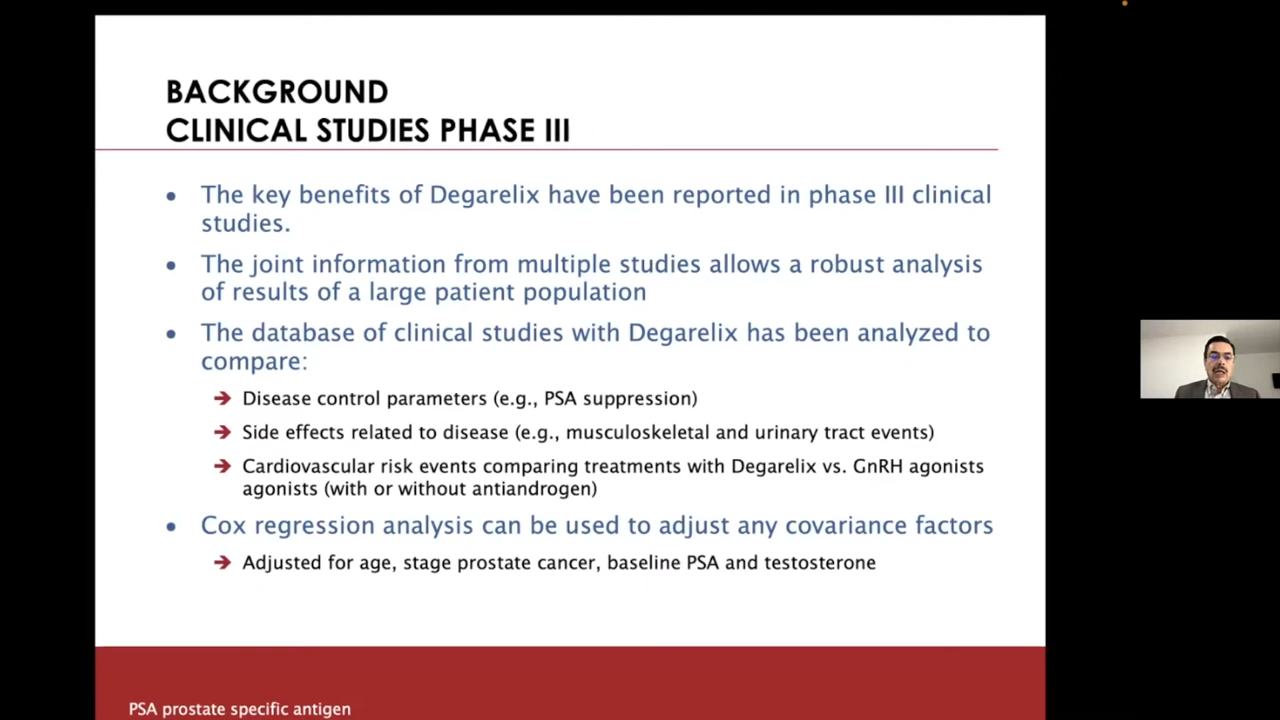 BACKGROUND
CLINICAL STUDIES PHASE III
• The key benefits of Degarelix have been reported in phase III clinical
studies.
• The joint information from multiple studies allows a robust analysis
of results of a large patient population
• The database of clinical studies with Degarelix has been analyzed to
compare:
➔ Disease control parameters (e.g., PSA suppression)
➔ Side effects related to disease (e.g., musculoskeletal and urinary tract events)
➔ Cardiovascular risk events comparing treatments with Degarelix vs. GnRH agonists
agonists (with or without antiandrogen)
• Cox regression analysis can be used to adjust any covariance factors
➔ Adjusted for age, stage prostate cancer, baseline PSA and testosterone
PSA prostate specific antigen